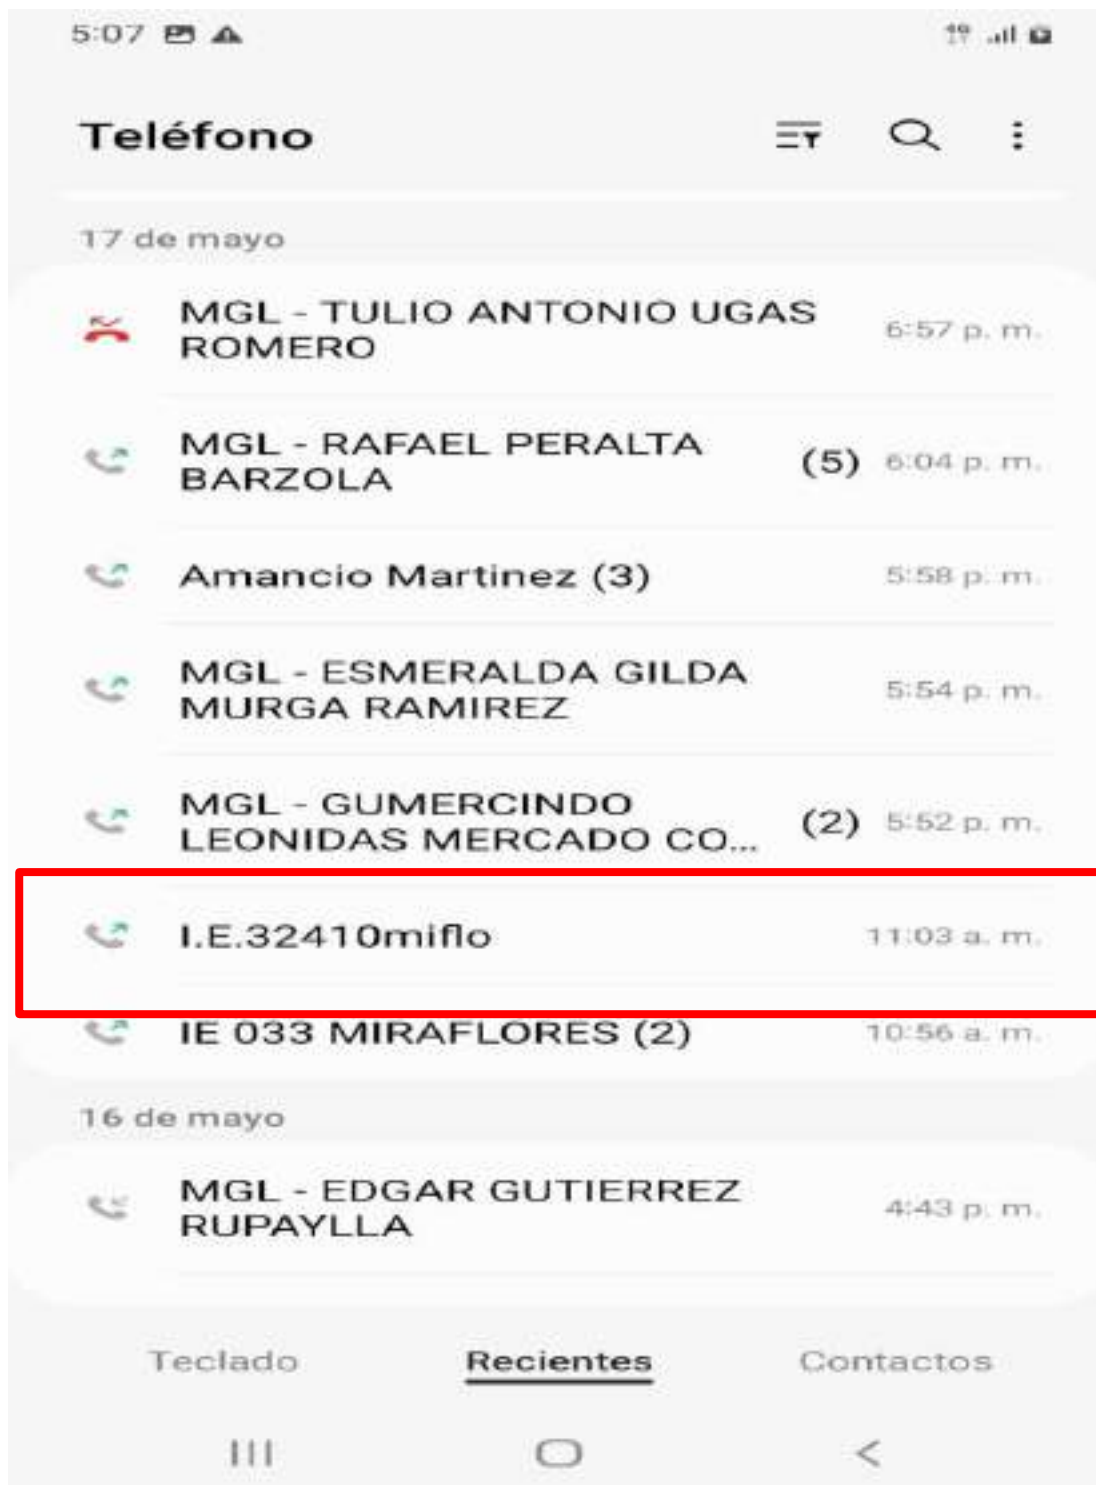 5:07
Teléfono
17 de mayo
MGL - TULIO ANTONIO UGAS
ROMERO
6:57 p. m.
MGL - RAFAEL PERALTA
BARZOLA
(5) 6:04 p. m.
Amancio Martinez (3) 5:58 p. m.
MGL - ESMERALDA GILDA
MURGA RAMIREZ
5:54 p. m.
MGL - GUMERCINDO
LEONIDAS MERCADO CO...
(2) 5:52 p. m.
I.E.32410miflo 11:03 a. m.
IE 033 MIRAFLORES (2) 10:56 a. m.
16 de mayo
MGL - EDGAR GUTIERREZ
RUPAYLLA
4:43 p. m.
Teclado Recientes Contactos